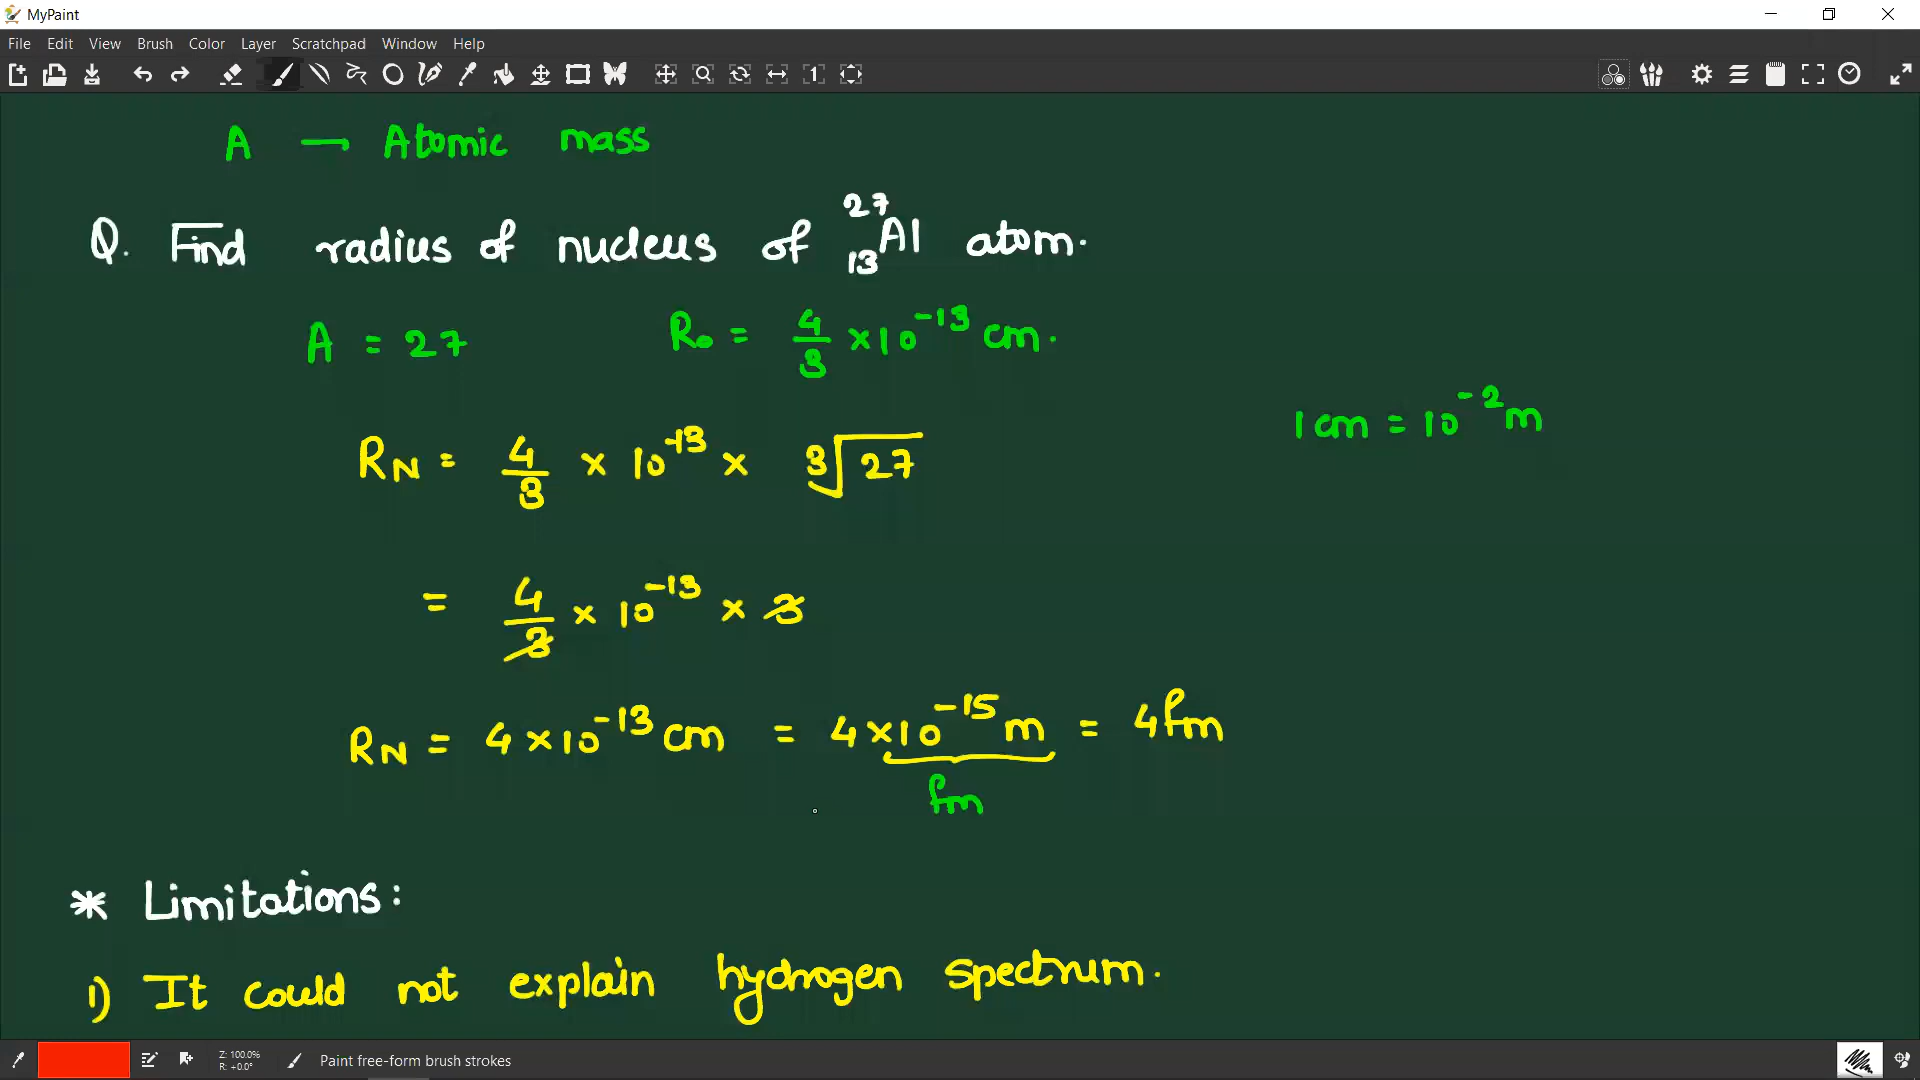 MyPaint
File Edit View Brush Color Layer Scratchpad Window Help
A → Atomic mass
Q. Find radius of nucleus of ²⁷₁₃Al atom.
A = 27 R₀ = 4/3 × 10⁻¹³ cm.
1 cm = 10⁻² m
R_N = 4/3 × 10⁻¹³ × ∛27
= 4/3 × 10⁻¹³ × 3
R_N = 4 × 10⁻¹³ cm = 4 × 10⁻¹⁵ m = 4 fm
fm
* Limitations:
1) It could not explain hydrogen spectrum.
Z: 100.0%
R: +0.0°
Paint free-form brush strokes